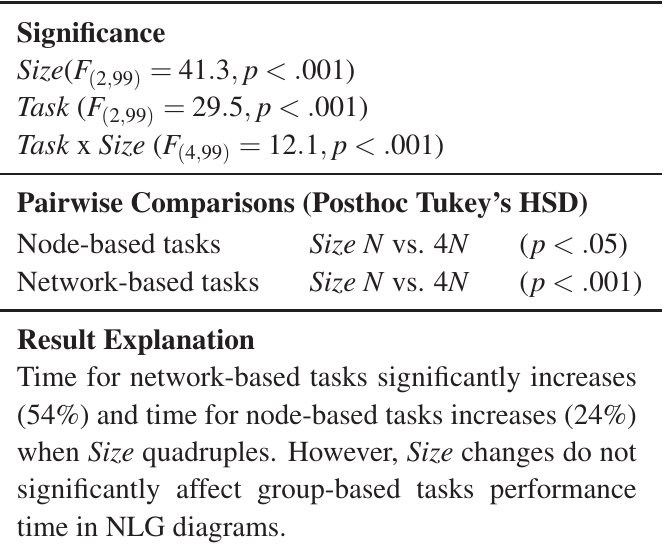 Significance
Size(F(2,99) = 41.3, p < .001)
Task (F(2,99) = 29.5, p < .001)
Task x Size (F(4,99) = 12.1, p < .001)
Pairwise Comparisons (Posthoc Tukey's HSD)
Node-based tasks Size N vs. 4N (p < .05)
Network-based tasks Size N vs. 4N (p < .001)
Result Explanation
Time for network-based tasks significantly increases
(54%) and time for node-based tasks increases (24%)
when Size quadruples. However, Size changes do not
significantly affect group-based tasks performance
time in NLG diagrams.